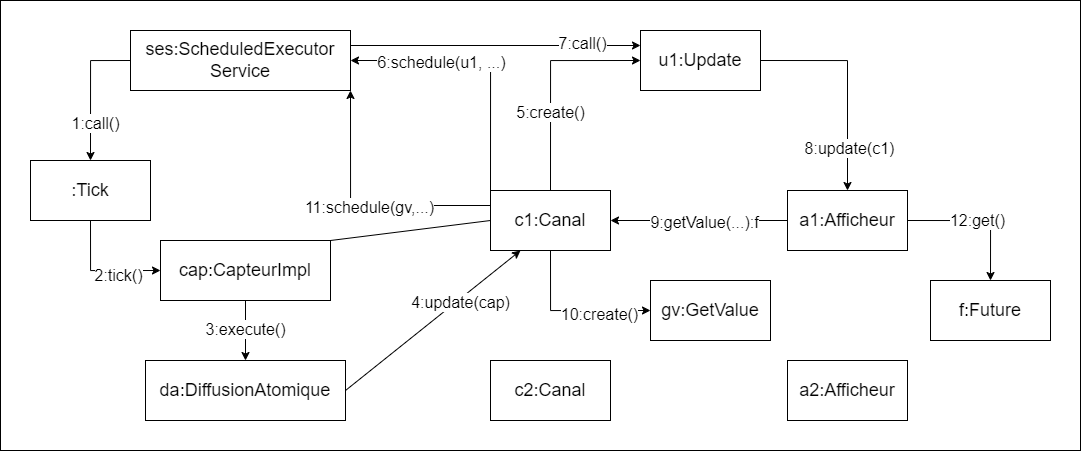 ses:ScheduledExecutor
Service
7:call()
6:schedule(u1, ...)
u1:Update
1:call()
5:create()
8:update(c1)
:Tick
11:schedule(gv,...)
c1:Canal
9:getValue(...):f
a1:Afficheur
12:get()
2:tick()
cap:CapteurImpl
4:update(cap)
10:create()
gv:GetValue
f:Future
3:execute()
da:DiffusionAtomique
c2:Canal
a2:Afficheur